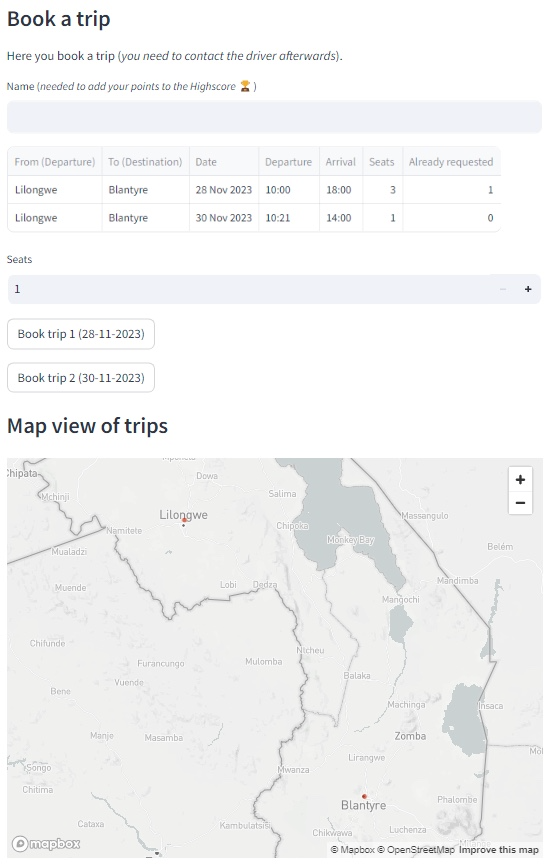 Book a trip
Here you book a trip (you need to contact the driver afterwards).
Name (needed to add your points to the Highscore 🏆 )
From (Departure) To (Destination) Date Departure Arrival Seats Already requested
Lilongwe Blantyre 28 Nov 2023 10:00 18:00 3 1
Lilongwe Blantyre 30 Nov 2023 10:21 14:00 1 0
Seats
1 − +
Book trip 1 (28-11-2023)
Book trip 2 (30-11-2023)
Map view of trips
Chipata
Dowa
+
Mchinji
Salima
−
Lilongwe
Massangulo
Chipoka
Namitete
Monkey Bay
Belém
Mualadzi
Mandimba
Muende
Lobi
Dedza
Mangochi
Chifunde
Ntcheu
Furancungo
Mulomba
Balaka
Vuende
Bene
Machinga
Insaca
Manje
Masamba
Zomba
Songo
Lirangwe
Mwanza
Chitima
Blantyre
Phalombe
Cataxa
Kambulatsitsi
Chikwawa
Luchenza
mapbox
© Mapbox © OpenStreetMap Improve this map